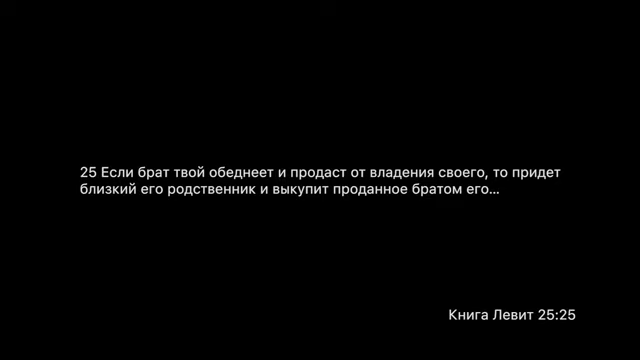 25 Если брат твой обеднеет и продаст от владения своего, то придет
близкий его родственник и выкупит проданное братом его...
Книга Левит 25:25